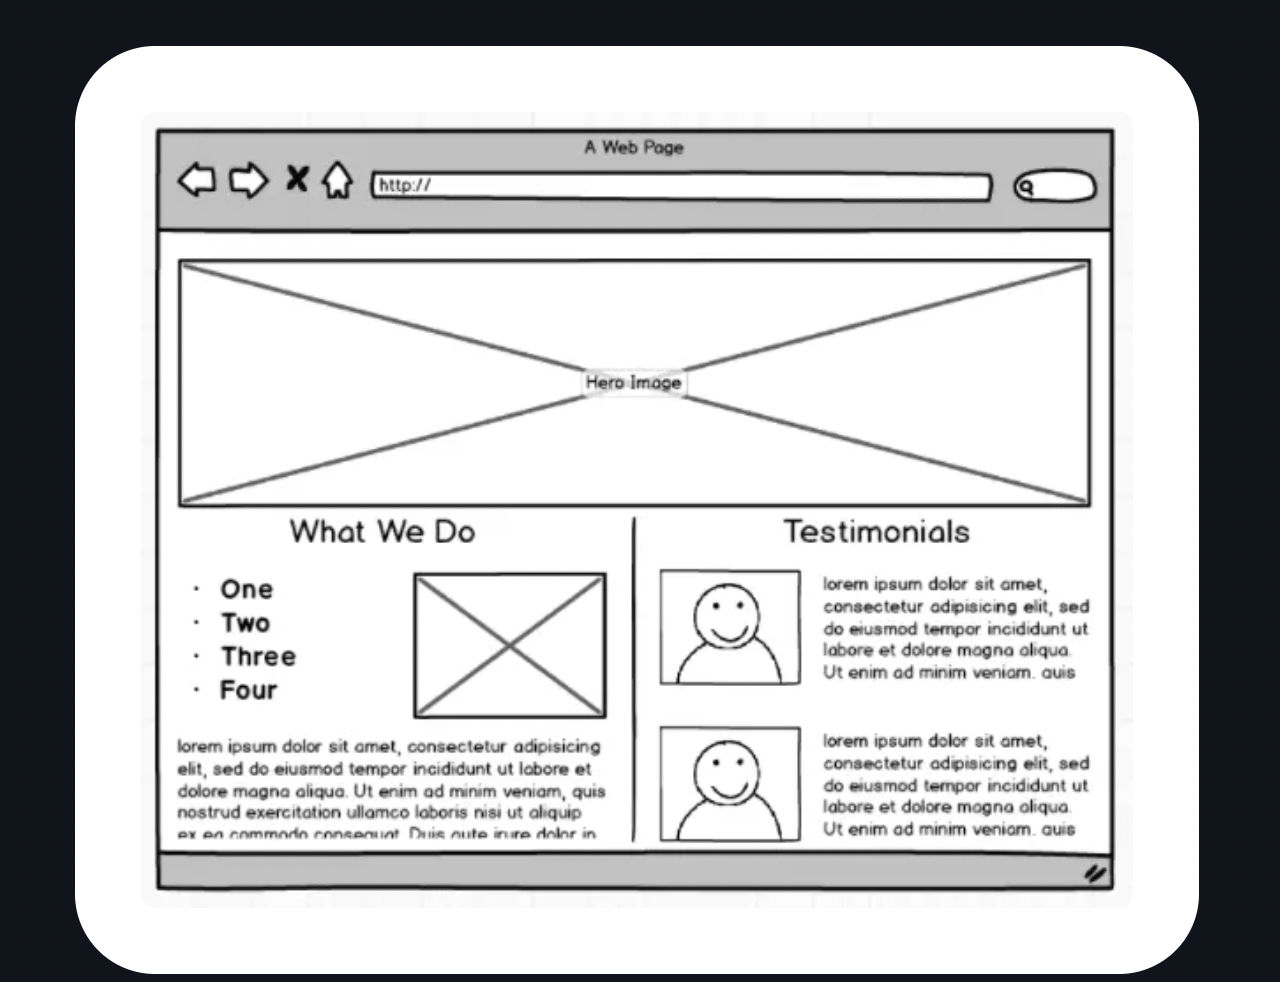 A Web Page
http://
Hero Image
What We Do
· One
· Two
· Three
· Four
lorem ipsum dolor sit amet, consectetur adipisicing
elit, sed do eiusmod tempor incididunt ut labore et
dolore magna aliqua. Ut enim ad minim veniam, quis
nostrud exercitation ullamco laboris nisi ut aliquip
ex ea commodo consequat. Duis aute irure dolor in
Testimonials
lorem ipsum dolor sit amet,
consectetur adipisicing elit, sed
do eiusmod tempor incididunt ut
labore et dolore magna aliqua.
Ut enim ad minim veniam. quis
lorem ipsum dolor sit amet,
consectetur adipisicing elit, sed
do eiusmod tempor incididunt ut
labore et dolore magna aliqua.
Ut enim ad minim veniam. quis